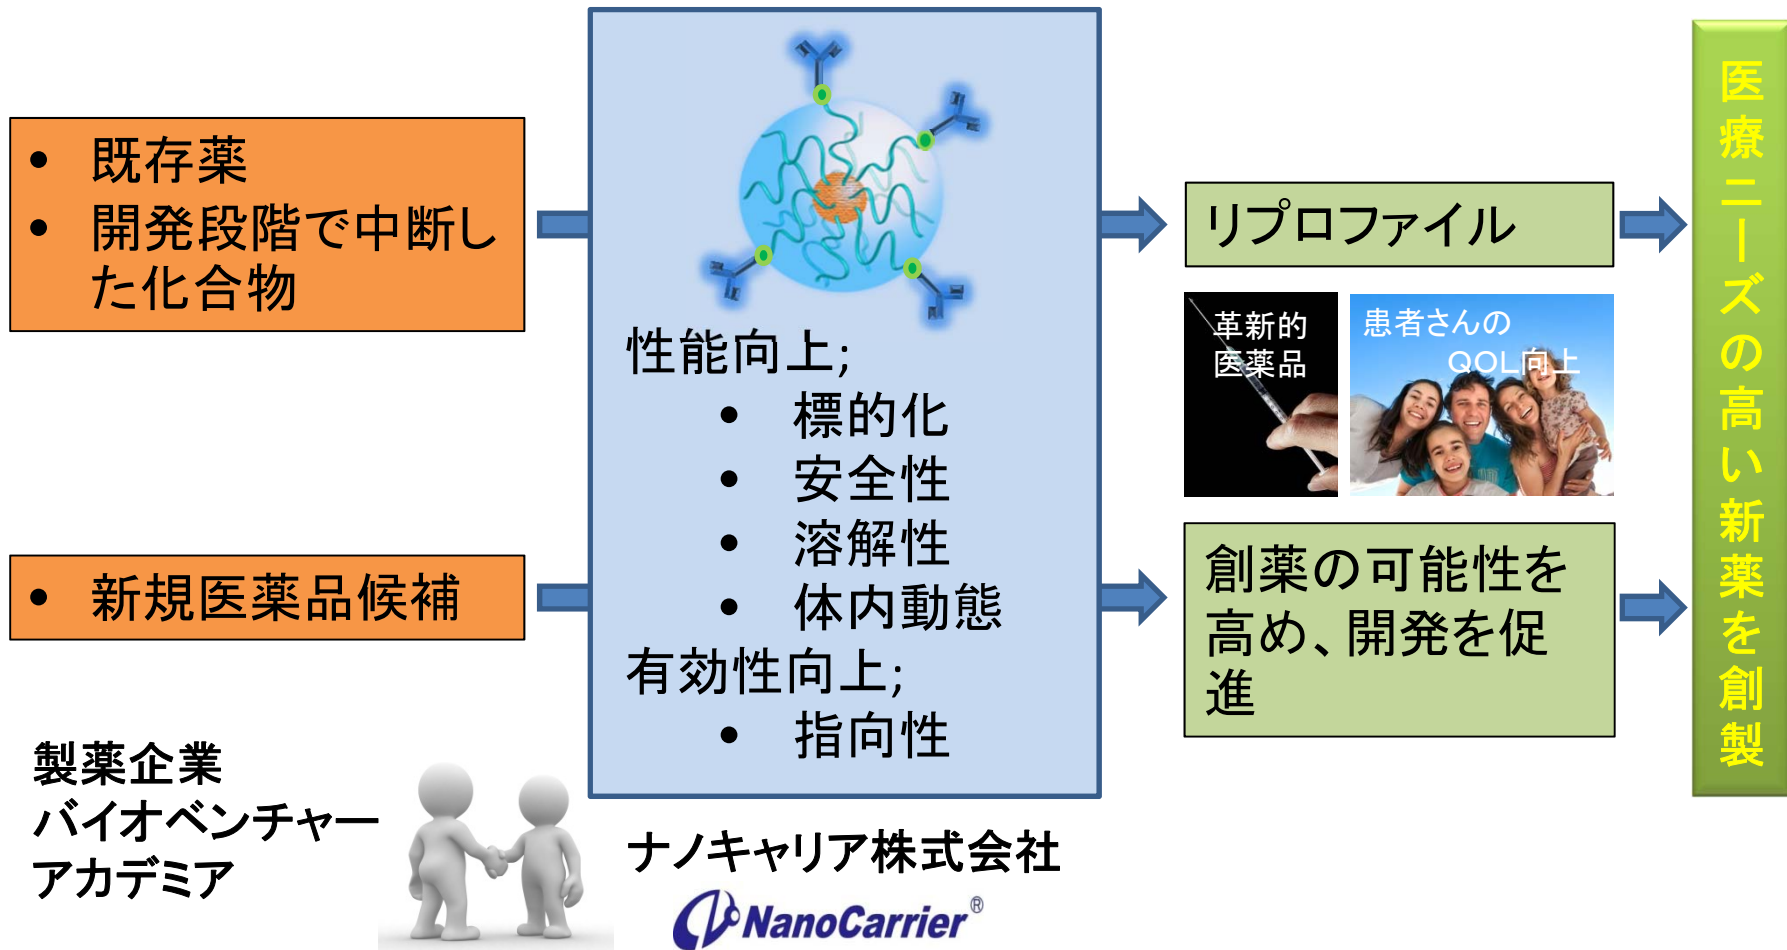 • 既存薬
• 開発段階で中断し
た化合物
• 新規医薬品候補
製薬企業
バイオベンチャー
アカデミア
性能向上;
• 標的化
• 安全性
• 溶解性
• 体内動態
有効性向上;
• 指向性
ナノキャリア株式会社
NanoCarrier®
リプロファイル
革新的
医薬品
患者さんの
QOL向上
創薬の可能性を
高め、開発を促
進
医療ニーズの高い新薬を創製